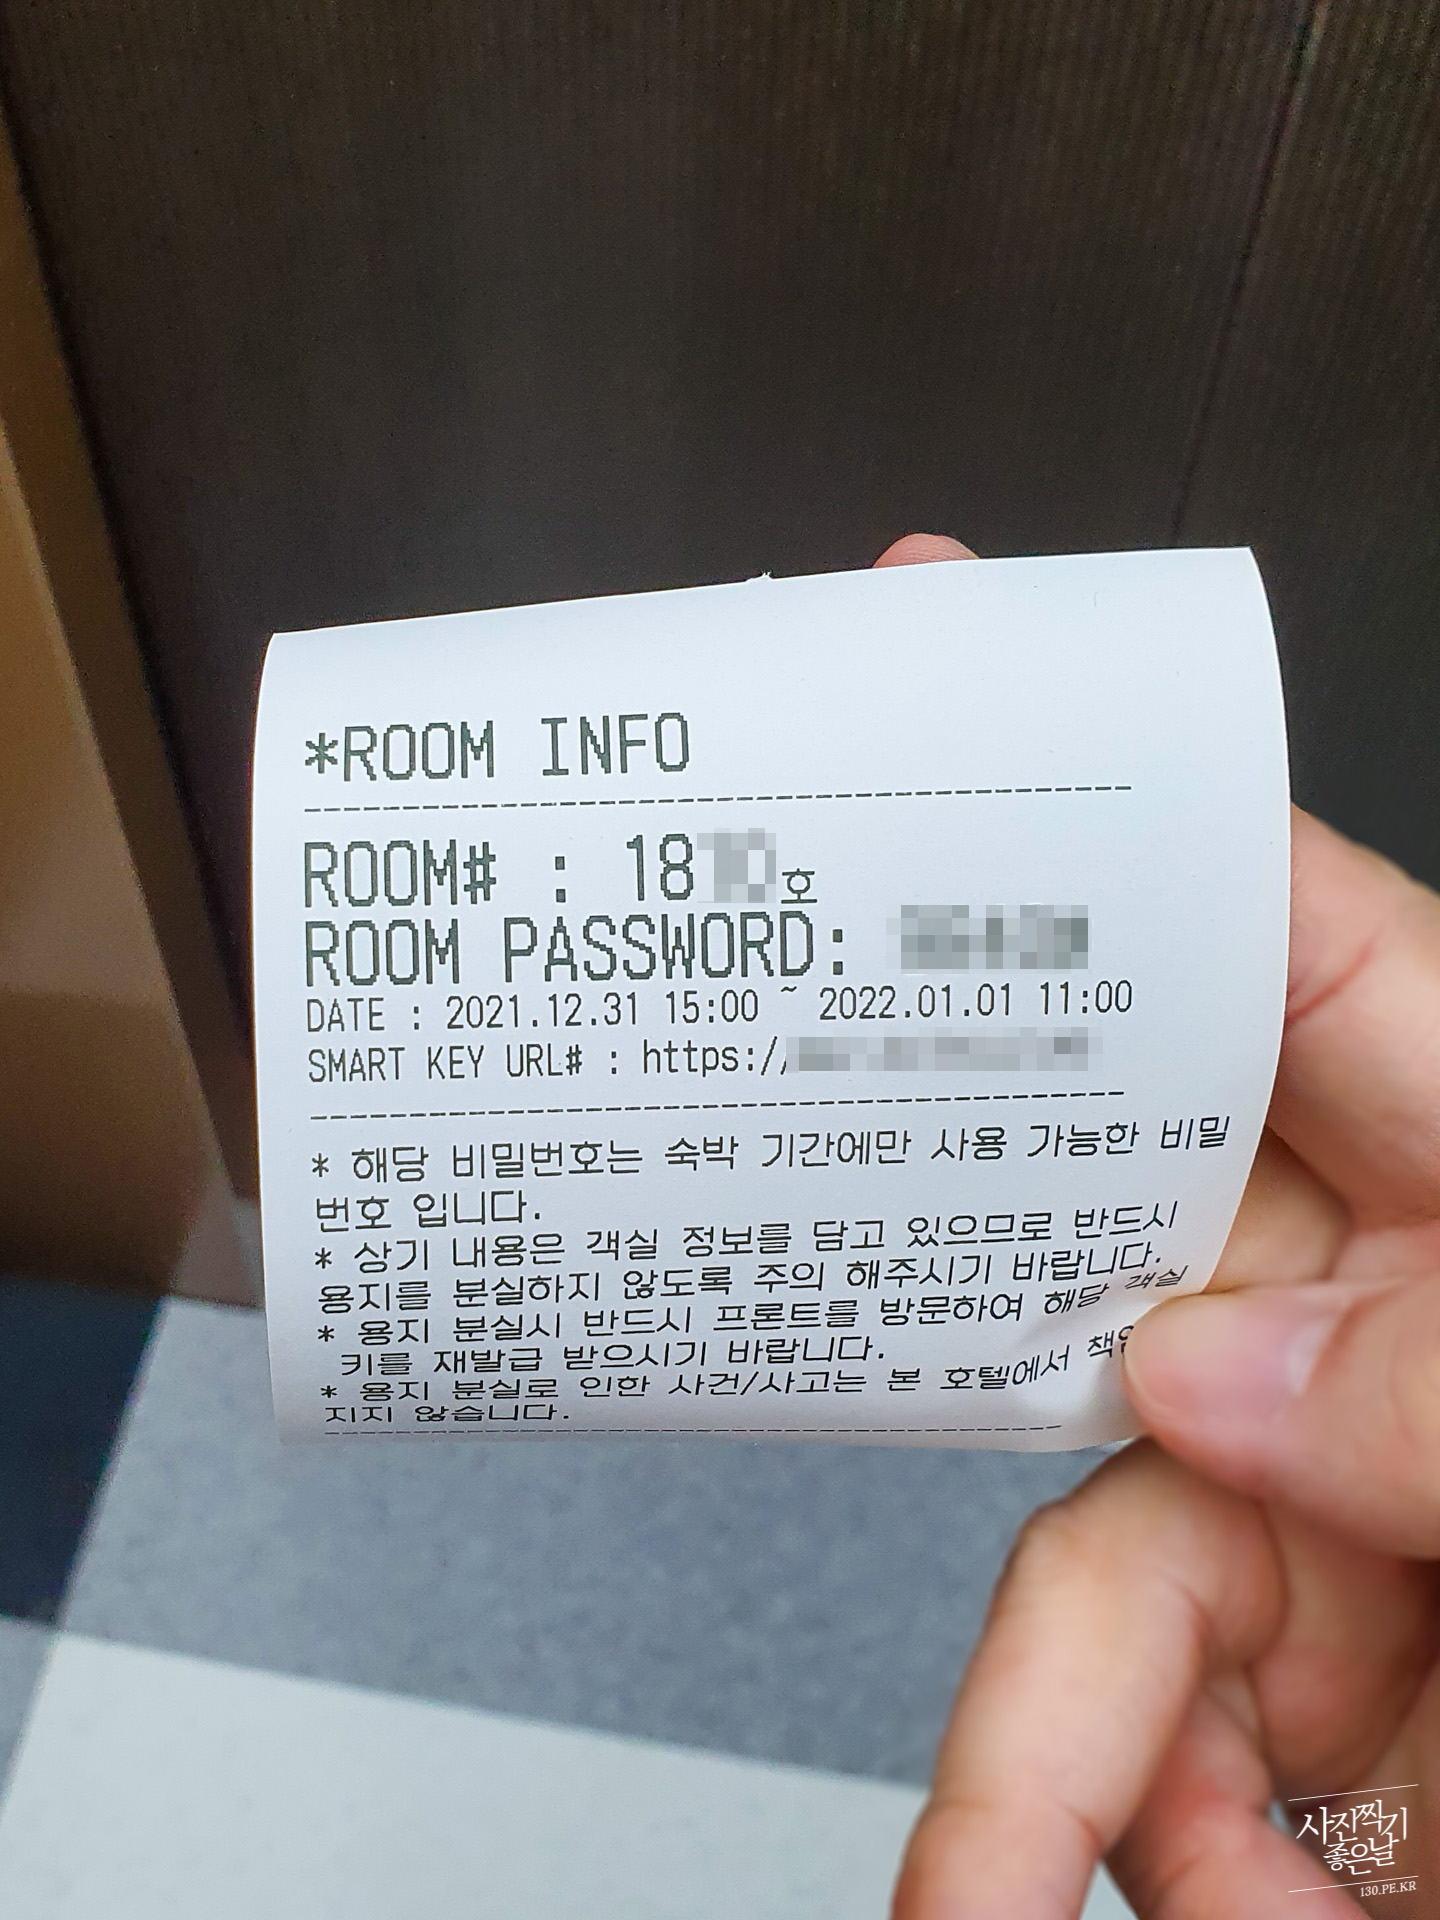 *ROOM INFO
ROOM# : 18 호
ROOM PASSWORD:
DATE : 2021.12.31 15:00 ~ 2022.01.01 11:00
SMART KEY URL# : https://
* 해당 비밀번호는 숙박 기간에만 사용 가능한 비밀
번호 입니다.
* 상기 내용은 객실 정보를 담고 있으므로 반드시
용지를 분실하지 않도록 주의 해주시기 바랍니다.
* 용지 분실시 반드시 프론트를 방문하여 해당 객실
키를 재발급 받으시기 바랍니다.
* 용지 분실로 인한 사건/사고는 본 호텔에서
지지 않습니다.
사진찍기
좋은날
130.PE.KR